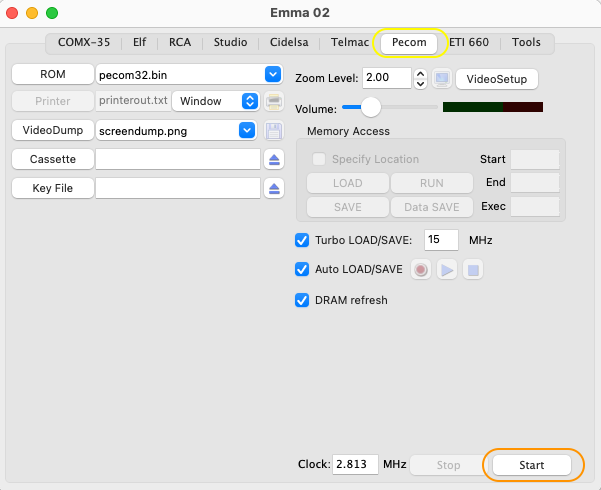 Emma 02
COMX-35 Elf RCA Studio Cidelsa Telmac Pecom ETI 660 Tools
ROM pecom32.bin
Printer printerout.txt Window
VideoDump screendump.png
Cassette
Key File
Zoom Level: 2.00 VideoSetup
Volume:
Memory Access
Specify Location Start
LOAD RUN End
SAVE Data SAVE Exec
Turbo LOAD/SAVE: 15 MHz
Auto LOAD/SAVE
DRAM refresh
Clock: 2.813 MHz Stop Start